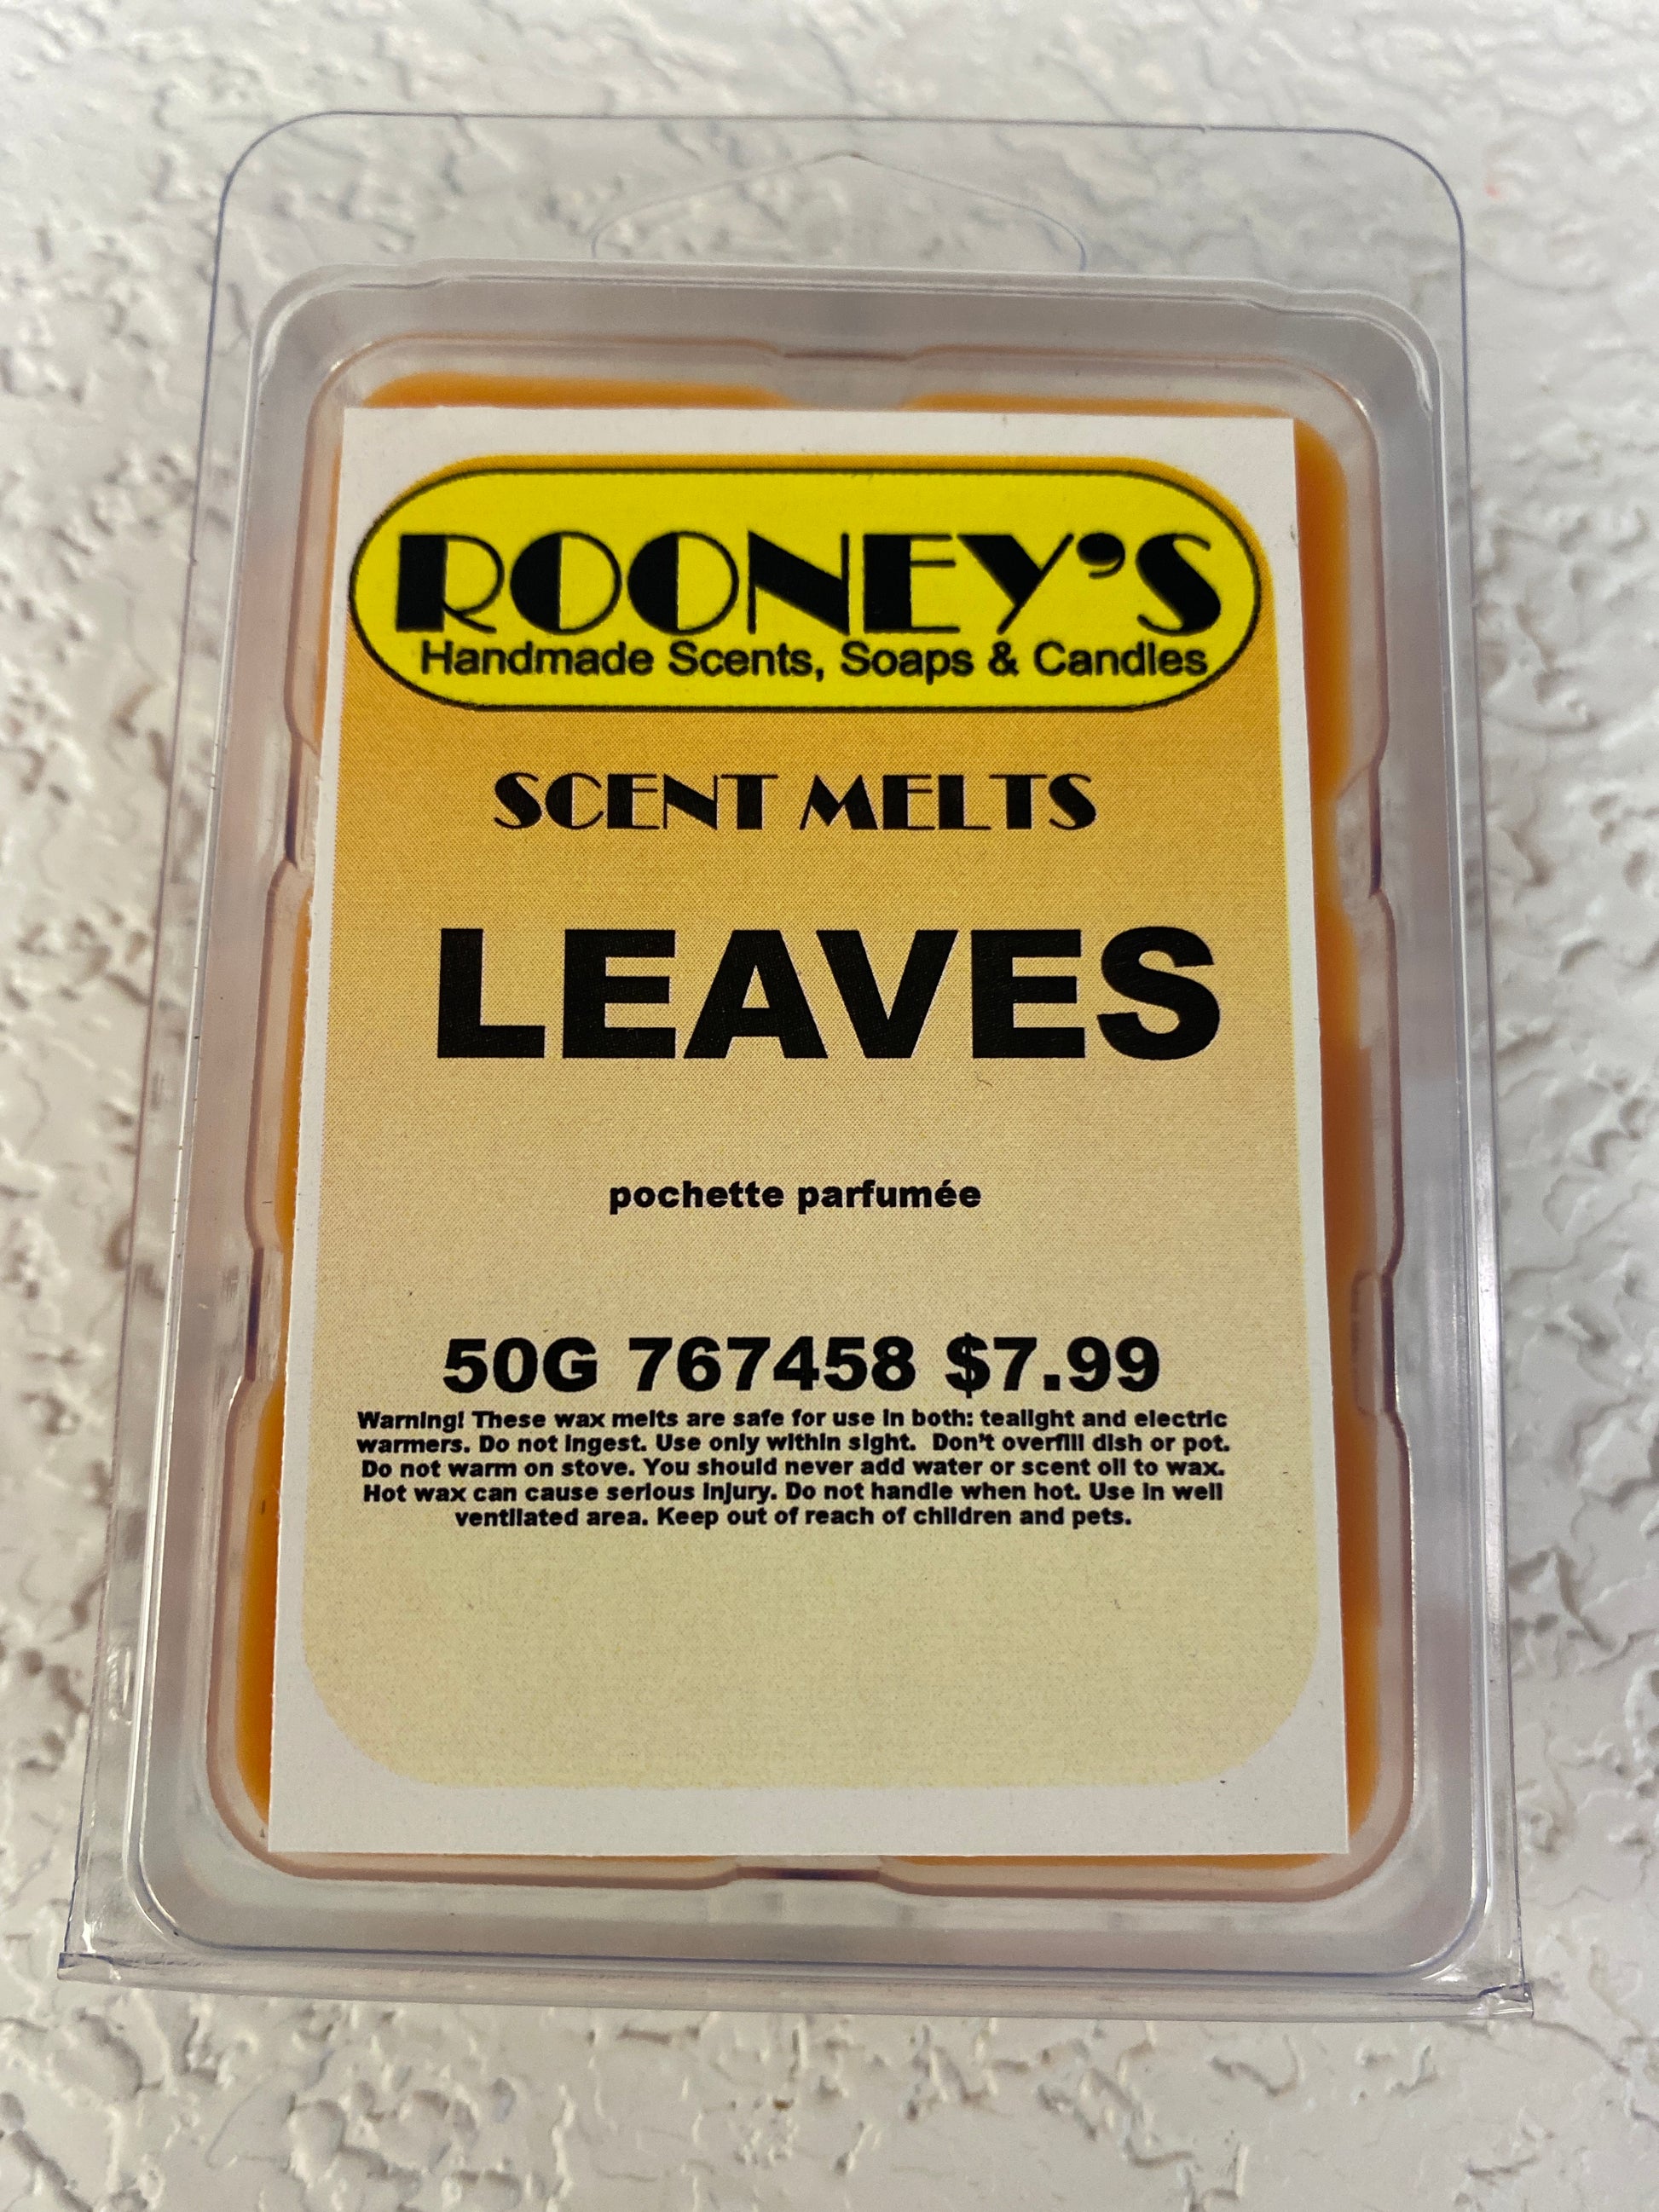 ROONEY'S
Handmade Scents, Soaps & Candles
SCENT MELTS
LEAVES
pochette parfumée
50G 767458 $7.99
Warning! These wax melts are safe for use in both: tealight and electric
warmers. Do not ingest. Use only within sight. Don't overfill dish or pot.
Do not warm on stove. You should never add water or scent oil to wax.
Hot wax can cause serious injury. Do not handle when hot. Use in well
ventilated area. Keep out of reach of children and pets.